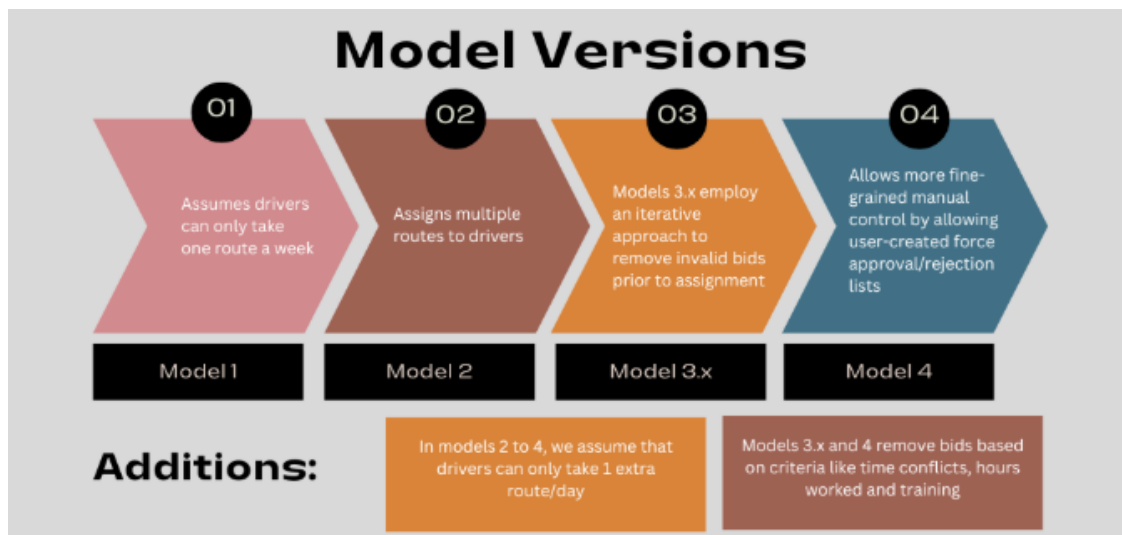 Model Versions
01
Assumes drivers
can only take
one route a week
02
Assigns multiple
routes to drivers
03
Models 3.x employ
an iterative
approach to
remove invalid bids
prior to assignment
04
Allows more fine-
grained manual
control by allowing
user-created force
approval/rejection
lists
Model 1
Model 2
Model 3.x
Model 4
Additions:
In models 2 to 4, we assume that
drivers can only take 1 extra
route/day
Models 3.x and 4 remove bids based
on criteria like time conflicts, hours
worked and training